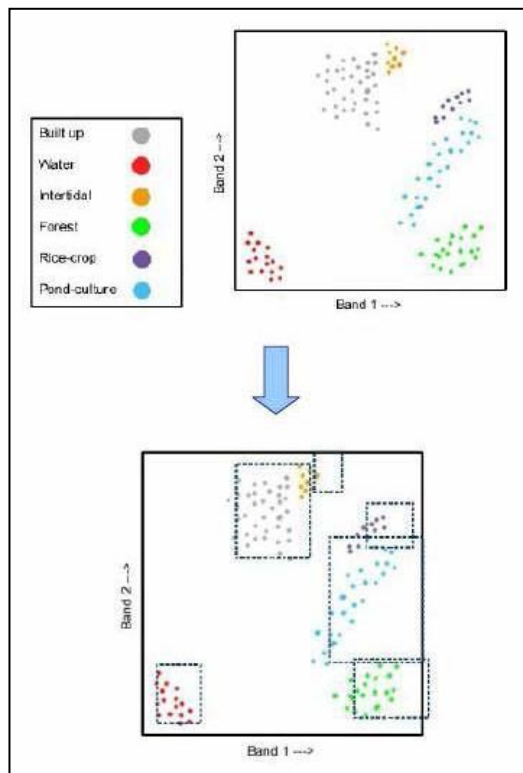 Built up
Water
Intertidal
Forest
Rice-crop
Pond-culture
Band 2 --->
Band 1 --->
Band 2 --->
Band 1 --->